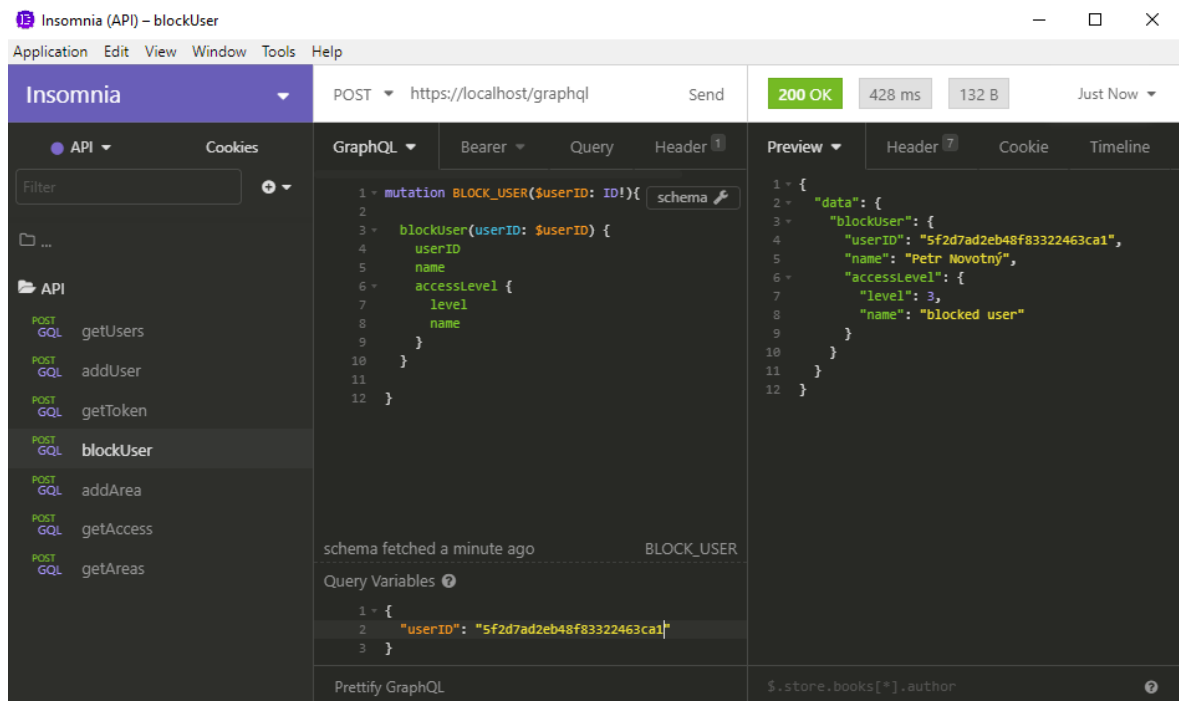 Insomnia (API) – blockUser
Application Edit View Window Tools Help
Insomnia
POST https://localhost/graphql Send
200 OK 428 ms 132 B Just Now
API Cookies
Filter
...
API
POST
GQL getUsers
POST
GQL addUser
POST
GQL getToken
POST
GQL blockUser
POST
GQL addArea
POST
GQL getAccess
POST
GQL getAreas
GraphQL Bearer Query Header 1
1 mutation BLOCK_USER($userID: ID!){ schema
2
3 blockUser(userID: $userID) {
4 userID
5 name
6 accessLevel {
7 level
8 name
9 }
10 }
11
12 }
schema fetched a minute ago BLOCK_USER
Query Variables ?
1 {
2 "userID": "5f2d7ad2eb48f83322463ca1"
3 }
Prettify GraphQL
Preview Header 7 Cookie Timeline
1 {
2 "data": {
3 "blockUser": {
4 "userID": "5f2d7ad2eb48f83322463ca1",
5 "name": "Petr Novotný",
6 "accessLevel": {
7 "level": 3,
8 "name": "blocked user"
9 }
10 }
11 }
12 }
$.store.books[*].author ?